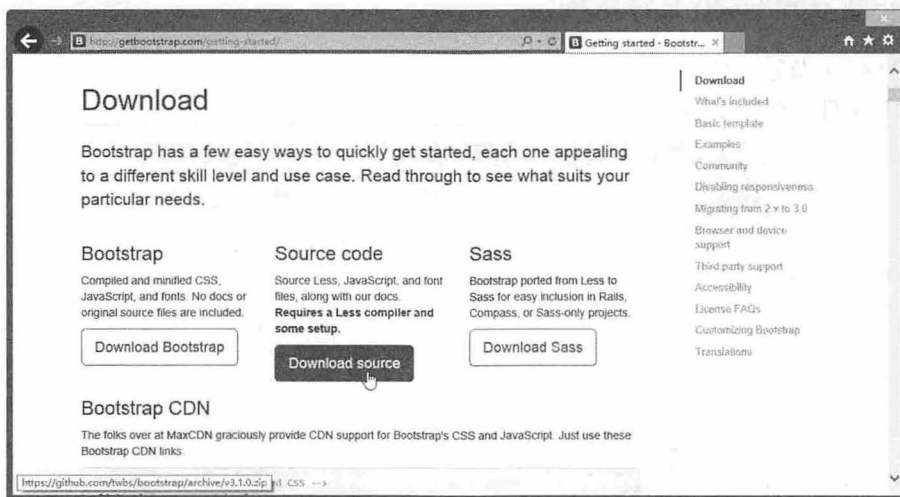 http://getbootstrap.com/getting-started/
Getting started - Bootstr...
Download
Bootstrap has a few easy ways to quickly get started, each one appealing
to a different skill level and use case. Read through to see what suits your
particular needs.
Bootstrap
Compiled and minified CSS,
JavaScript, and fonts. No docs or
original source files are included.
Download Bootstrap
Source code
Source Less, JavaScript, and font
files, along with our docs.
Requires a Less compiler and
some setup.
Download source
Sass
Bootstrap ported from Less to
Sass for easy inclusion in Rails,
Compass, or Sass-only projects.
Download Sass
Bootstrap CDN
The folks over at MaxCDN graciously provide CDN support for Bootstrap's CSS and JavaScript. Just use these
Bootstrap CDN links.
https://github.com/twbs/bootstrap/archive/v3.1.0.zip
CSS -->
Download
What's included
Basic template
Examples
Community
Disabling responsiveness
Migrating from 2.x to 3.0
Browser and device
support
Third party support
Accessibility
License FAQs
Customizing Bootstrap
Translations